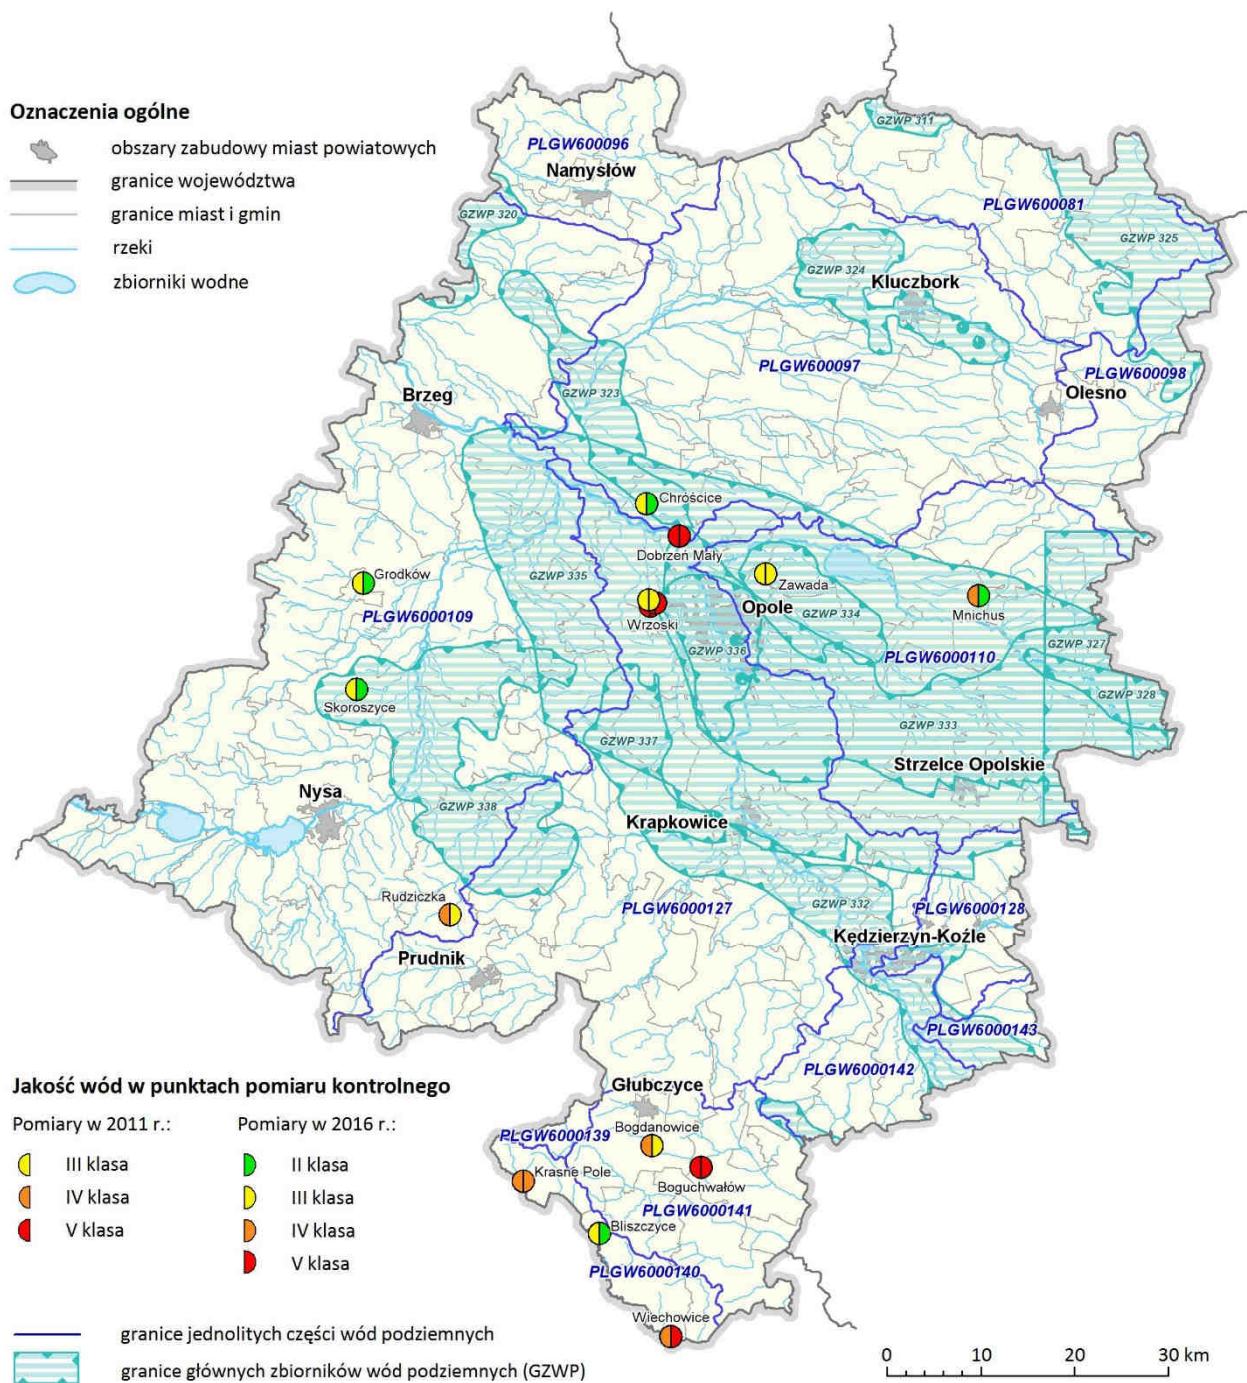 Oznaczenia ogólne
obszary zabudowy miast powiatowych
granice województwa
granice miast i gmin
rzeki
zbiorniki wodne
GZWP 311
PLGW600096
Namysłów
PLGW600081
GZWP 320
GZWP 325
GZWP 324
Kluczbork
PLGW600097
PLGW600098
Olesno
Brzeg
GZWP 323
Chróścice
Dobrzeń Mały
GZWP 335
Grodków
Zawada
PLGW6000109
Opole
GZWP 334
Mnichus
Wrzoski
GZWP 336
PLGW6000110
GZWP 327
Skoroszyce
GZWP 328
GZWP 333
GZWP 337
Strzelce Opolskie
Nysa
GZWP 338
Krapkowice
Rudziczka
GZWP 332
PLGW6000127
PLGW6000128
Kędzierzyn-Koźle
Prudnik
PLGW6000143
PLGW6000142
Głubczyce
Bogdanowice
PLGW6000139
Krasne Pole
Boguchwałów
PLGW6000141
Bliszczyce
PLGW6000140
Wiechowice
Jakość wód w punktach pomiaru kontrolnego
Pomiary w 2011 r.:
III klasa
IV klasa
V klasa
Pomiary w 2016 r.:
II klasa
III klasa
IV klasa
V klasa
granice jednolitych części wód podziemnych
granice głównych zbiorników wód podziemnych (GZWP)
0 10 20 30 km